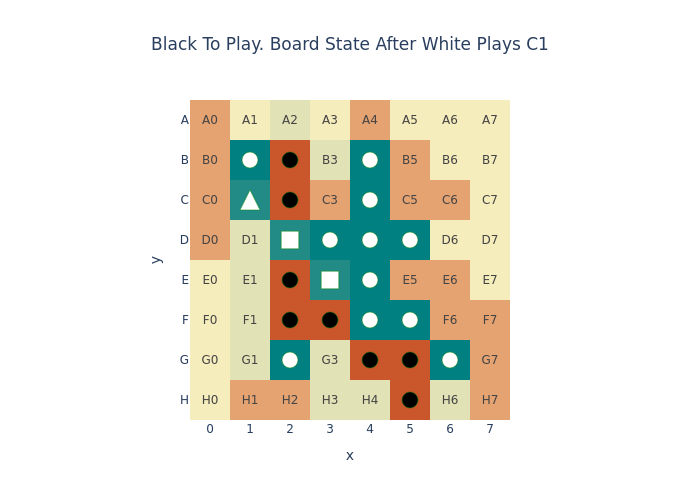 Black To Play. Board State After White Plays C1
A A0 A1 A2 A3 A4 A5 A6 A7
B B0 B3 B5 B6 B7
C C0 C3 C5 C6 C7
D D0 D1 D6 D7
E E0 E1 E5 E6 E7
F F0 F1 F6 F7
G G0 G1 G3 G7
H H0 H1 H2 H3 H4 H6 H7
0 1 2 3 4 5 6 7
x
y